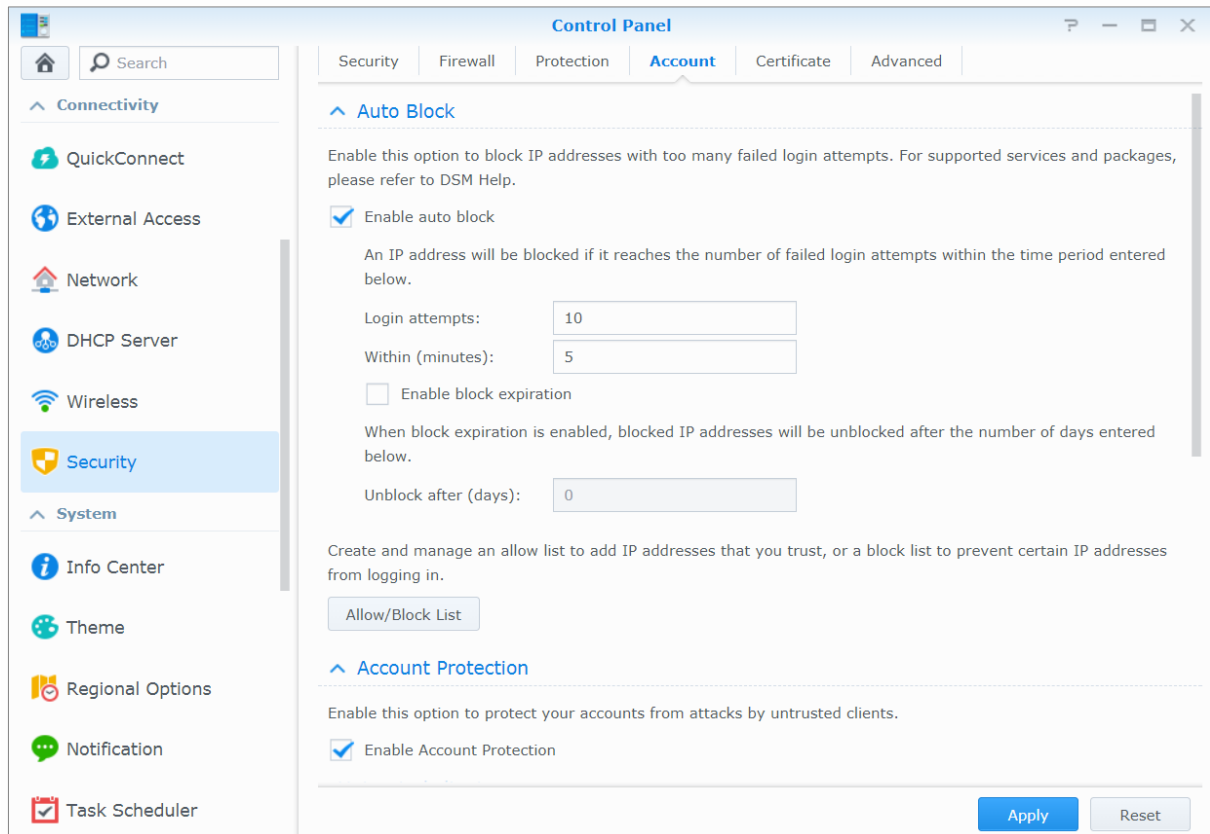 Control Panel
Search
Connectivity
QuickConnect
External Access
Network
DHCP Server
Wireless
Security
System
Info Center
Theme
Regional Options
Notification
Task Scheduler
Security Firewall Protection Account Certificate Advanced
Auto Block
Enable this option to block IP addresses with too many failed login attempts. For supported services and packages,
please refer to DSM Help.
Enable auto block
An IP address will be blocked if it reaches the number of failed login attempts within the time period entered
below.
Login attempts: 10
Within (minutes): 5
Enable block expiration
When block expiration is enabled, blocked IP addresses will be unblocked after the number of days entered
below.
Unblock after (days): 0
Create and manage an allow list to add IP addresses that you trust, or a block list to prevent certain IP addresses
from logging in.
Allow/Block List
Account Protection
Enable this option to protect your accounts from attacks by untrusted clients.
Enable Account Protection
Apply Reset